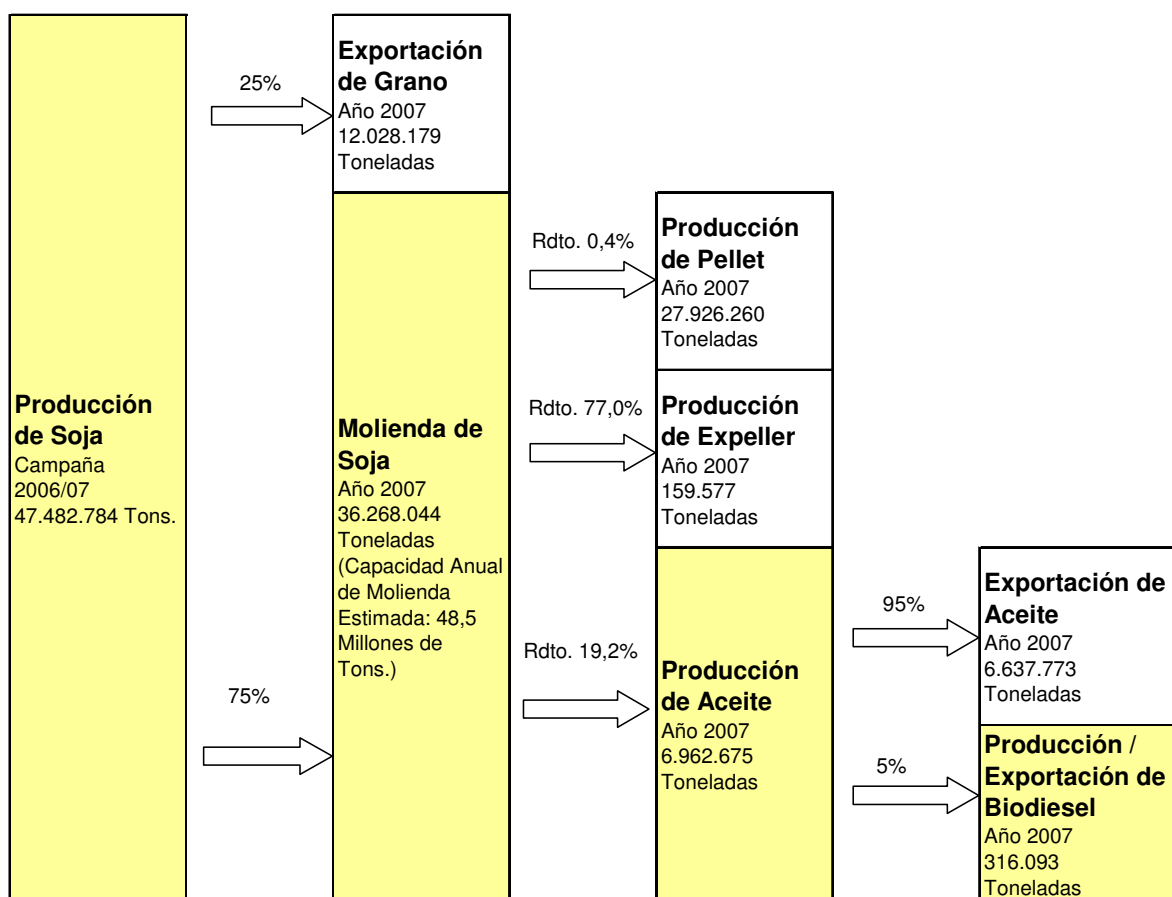 Producción
de Soja
Campaña
2006/07
47.482.784 Tons.
25%
75%
Exportación
de Grano
Año 2007
12.028.179
Toneladas
Molienda de
Soja
Año 2007
36.268.044
Toneladas
(Capacidad Anual
de Molienda
Estimada: 48,5
Millones de
Tons.)
Rdto. 0,4%
Rdto. 77,0%
Rdto. 19,2%
Producción
de Pellet
Año 2007
27.926.260
Toneladas
Producción
de Expeller
Año 2007
159.577
Toneladas
Producción
de Aceite
Año 2007
6.962.675
Toneladas
95%
5%
Exportación de
Aceite
Año 2007
6.637.773
Toneladas
Producción /
Exportación de
Biodiesel
Año 2007
316.093
Toneladas